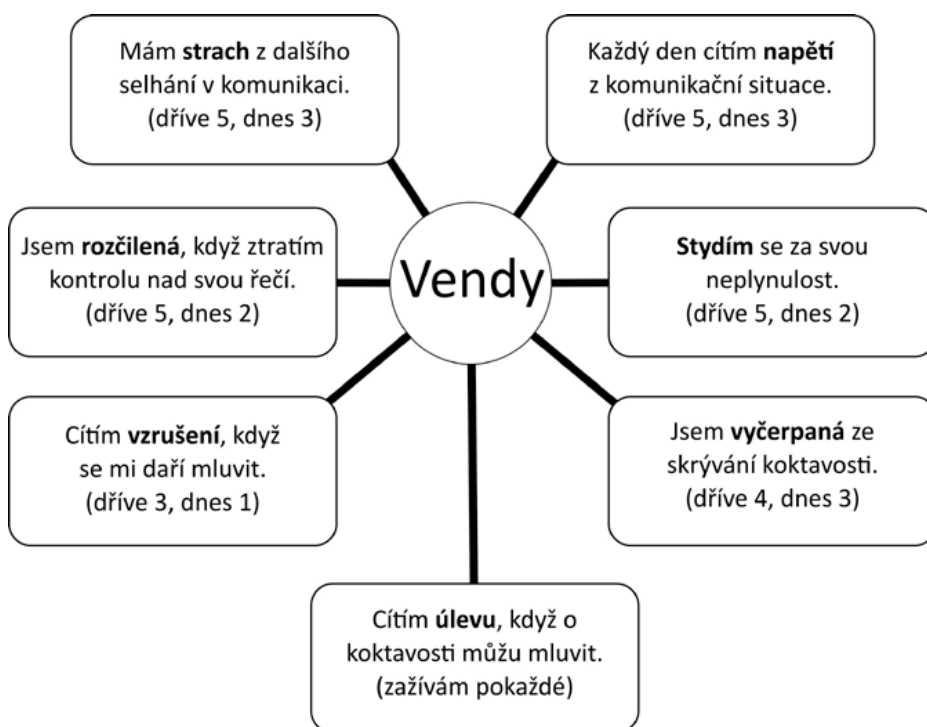 Mám strach z dalšího
selhání v komunikaci.
(dříve 5, dnes 3)
Každý den cítím napětí
z komunikační situace.
(dříve 5, dnes 3)
Jsem rozčilená, když ztratím
kontrolu nad svou řečí.
(dříve 5, dnes 2)
Vendy
Stydím se za svou
neplynulost.
(dříve 5, dnes 2)
Cítím vzrušení, když
se mi daří mluvit.
(dříve 3, dnes 1)
Jsem vyčerpaná ze
skrývání koktavosti.
(dříve 4, dnes 3)
Cítím úlevu, když o
koktavosti můžu mluvit.
(zažívám pokaždé)